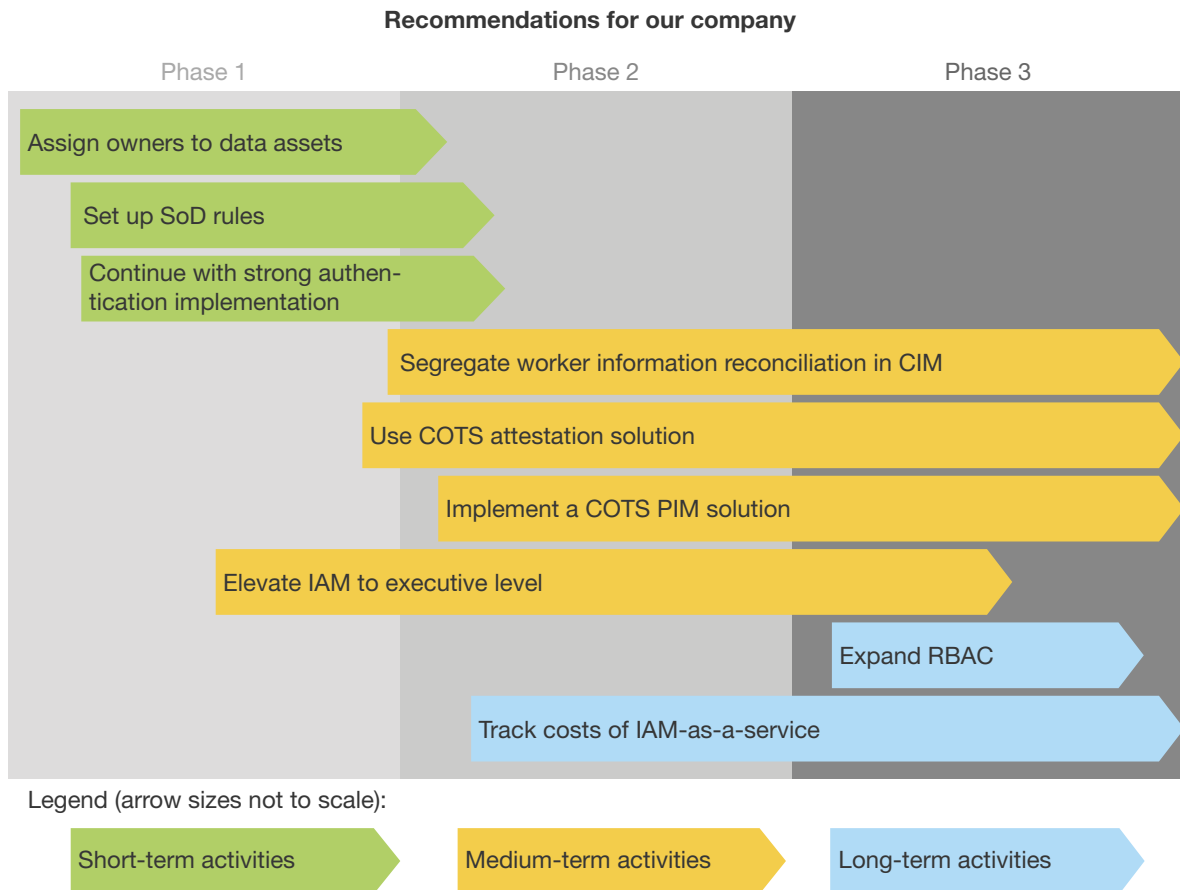 Recommendations for our company
Phase 1
Phase 2
Phase 3
Assign owners to data assets
Set up SoD rules
Continue with strong authen-
tication implementation
Segregate worker information reconciliation in CIM
Use COTS attestation solution
Implement a COTS PIM solution
Elevate IAM to executive level
Expand RBAC
Track costs of IAM-as-a-service
Legend (arrow sizes not to scale):
Short-term activities
Medium-term activities
Long-term activities